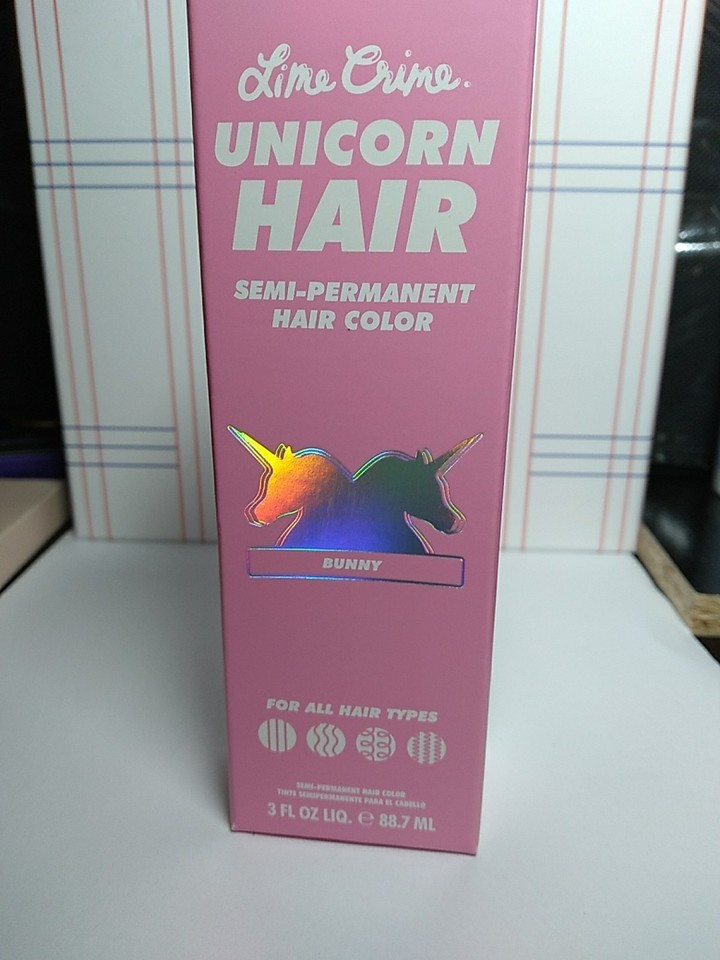 Lime Crime.
UNICORN
HAIR
SEMI-PERMANENT
HAIR COLOR
BUNNY
FOR ALL HAIR TYPES
SEMI-PERMANENT HAIR COLOR
TINTE SEMIPERMANENTE PARA EL CABELLO
3 FL OZ LIQ. ℮ 88.7 ML